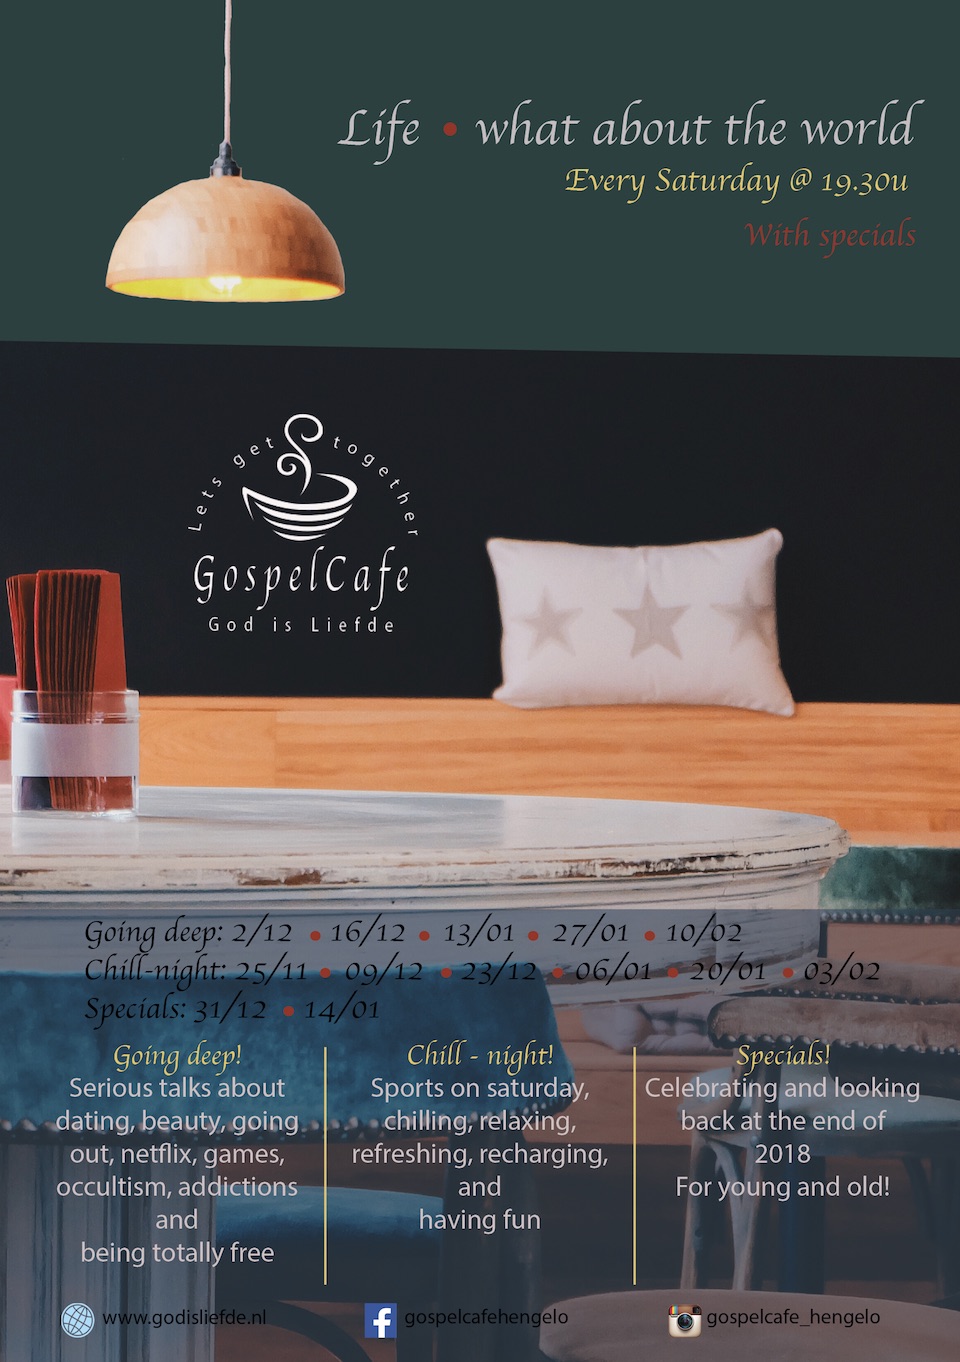 Life • what about the world
Every Saturday @ 19.30u
With specials
Lets get together
GospelCafe
God is Liefde
Going deep: 2/12 • 16/12 • 13/01 • 27/01 • 10/02
Chill-night: 25/11 • 09/12 • 23/12 • 06/01 • 20/01 • 03/02
Specials: 31/12 • 14/01
Going deep!
Serious talks about
dating, beauty, going
out, netflix, games,
occultism, addictions
and
being totally free
Chill - night!
Sports on saturday,
chilling, relaxing,
refreshing, recharging,
and
having fun
Specials!
Celebrating and looking
back at the end of
2018
For young and old!
www.godisliefde.nl
gospelcafehengelo
gospelcafe_hengelo